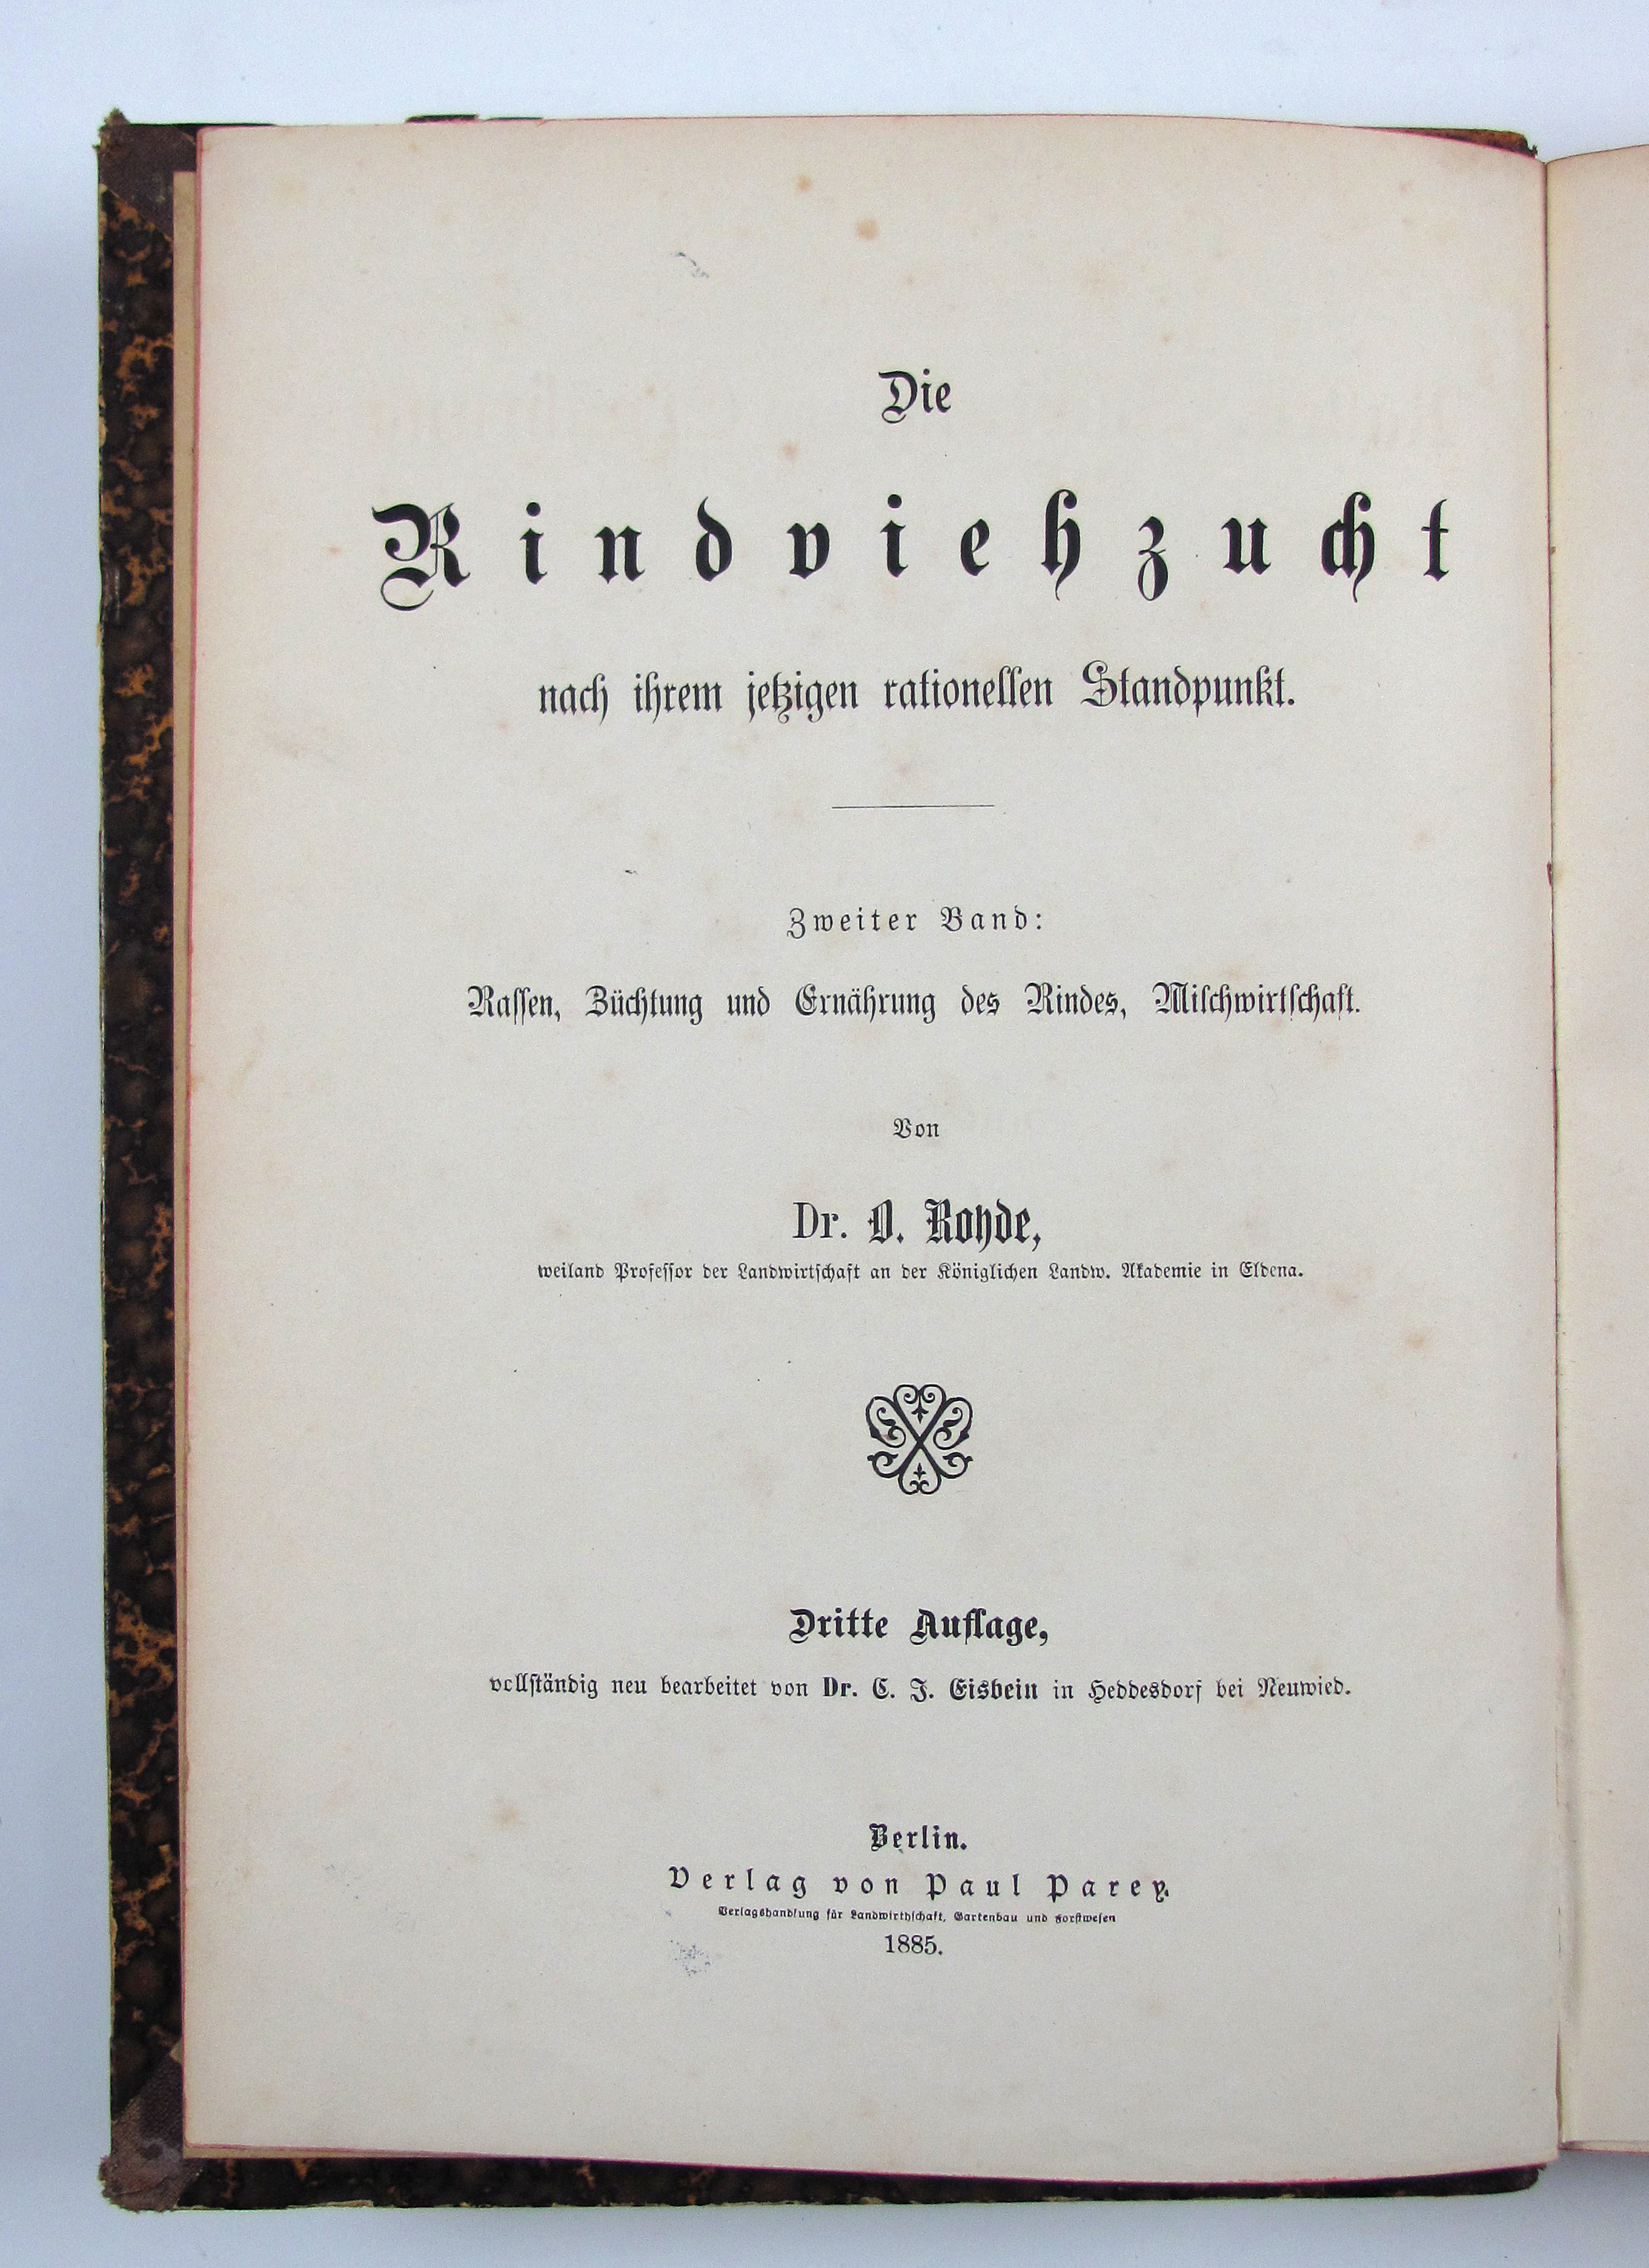 Die
Rindviehzucht
nach ihrem jetzigen rationellen Standpunkt.
Zweiter Band:
Rassen, Züchtung und Ernährung des Rindes, Milchwirtschaft.
Von
Dr. O. Rohde,
weiland Professor der Landwirtschaft an der Königlichen Landw. Akademie in Eldena.
Dritte Auflage,
vollständig neu bearbeitet von Dr. C. J. Eisbein in Heddesdorf bei Neuwied.
Berlin.
Verlag von Paul Parey.
Verlagshandlung für Landwirthschaft, Gartenbau und Forstwesen
1885.